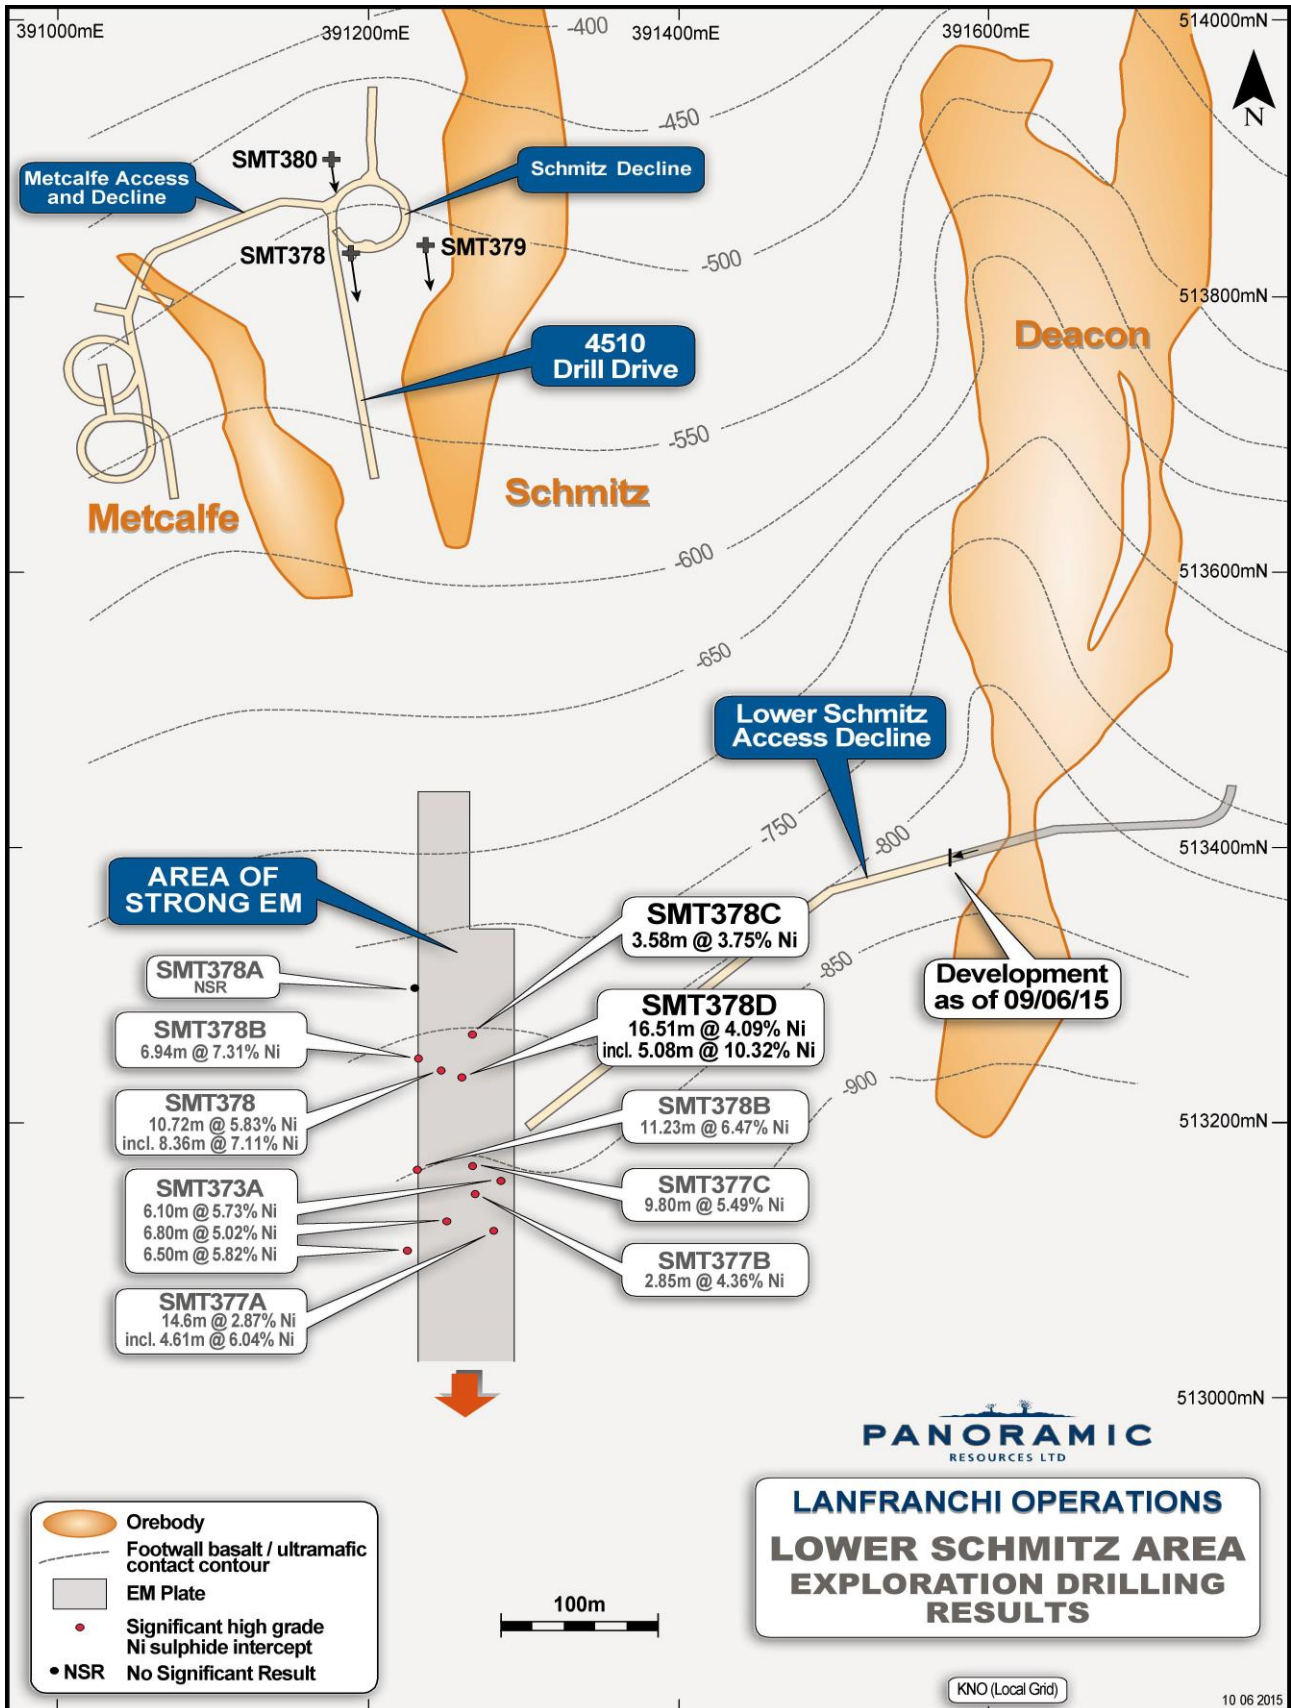 391000mE
391200mE
391400mE
391600mE
514000mN
-400
-450
N
SMT380
Metcalfe Access
and Decline
Schmitz Decline
SMT378
SMT379
-500
513800mN
Deacon
4510
Drill Drive
-550
Metcalfe
Schmitz
-600
513600mN
-650
Lower Schmitz
Access Decline
-750
-800
513400mN
AREA OF
STRONG EM
SMT378C
3.58m @ 3.75% Ni
SMT378A
NSR
-850
Development
as of 09/06/15
SMT378D
16.51m @ 4.09% Ni
incl. 5.08m @ 10.32% Ni
SMT378B
6.94m @ 7.31% Ni
-900
SMT378
10.72m @ 5.83% Ni
incl. 8.36m @ 7.11% Ni
SMT378B
11.23m @ 6.47% Ni
513200mN
SMT373A
6.10m @ 5.73% Ni
6.80m @ 5.02% Ni
6.50m @ 5.82% Ni
SMT377C
9.80m @ 5.49% Ni
SMT377B
2.85m @ 4.36% Ni
SMT377A
14.6m @ 2.87% Ni
incl. 4.61m @ 6.04% Ni
513000mN
PANORAMIC
RESOURCES LTD
LANFRANCHI OPERATIONS
LOWER SCHMITZ AREA
EXPLORATION DRILLING
RESULTS
Orebody
Footwall basalt / ultramafic
contact contour
EM Plate
Significant high grade
Ni sulphide intercept
NSR No Significant Result
100m
KNO (Local Grid)
10 06 2015